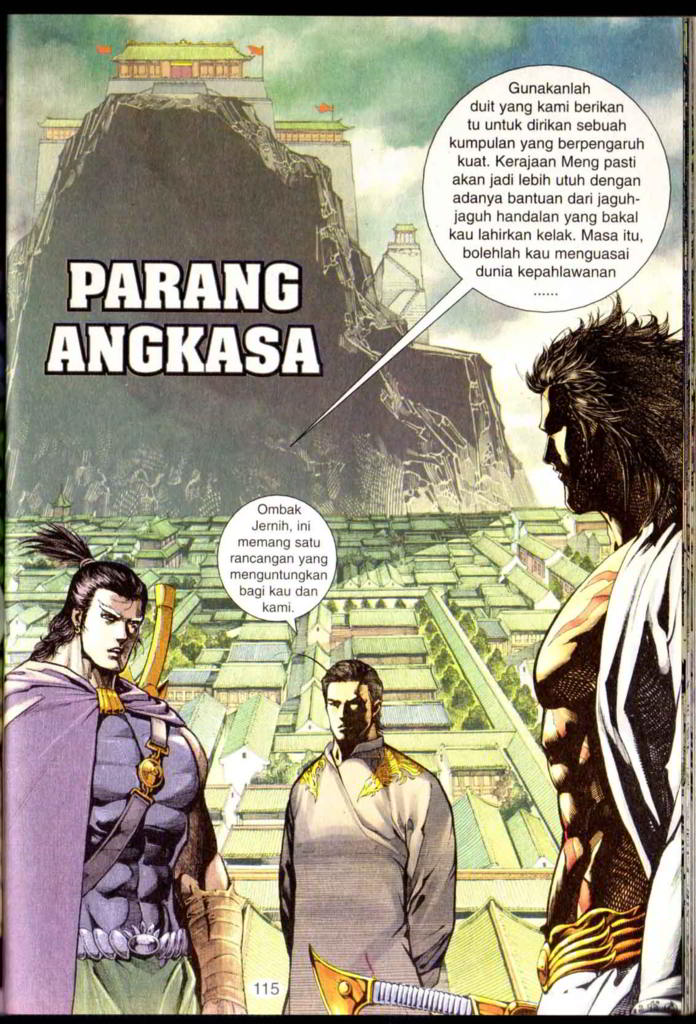 Gunakanlah
duit yang kami berikan
tu untuk dirikan sebuah
kumpulan yang berpengaruh
kuat. Kerajaan Meng pasti
akan jadi lebih utuh dengan
adanya bantuan dari jaguh-
jaguh handalan yang bakal
kau lahirkan kelak. Masa itu,
bolehlah kau menguasai
dunia kepahlawanan
......
PARANG
ANGKASA
Ombak
Jernih, ini
memang satu
rancangan yang
menguntungkan
bagi kau dan
kami.
115